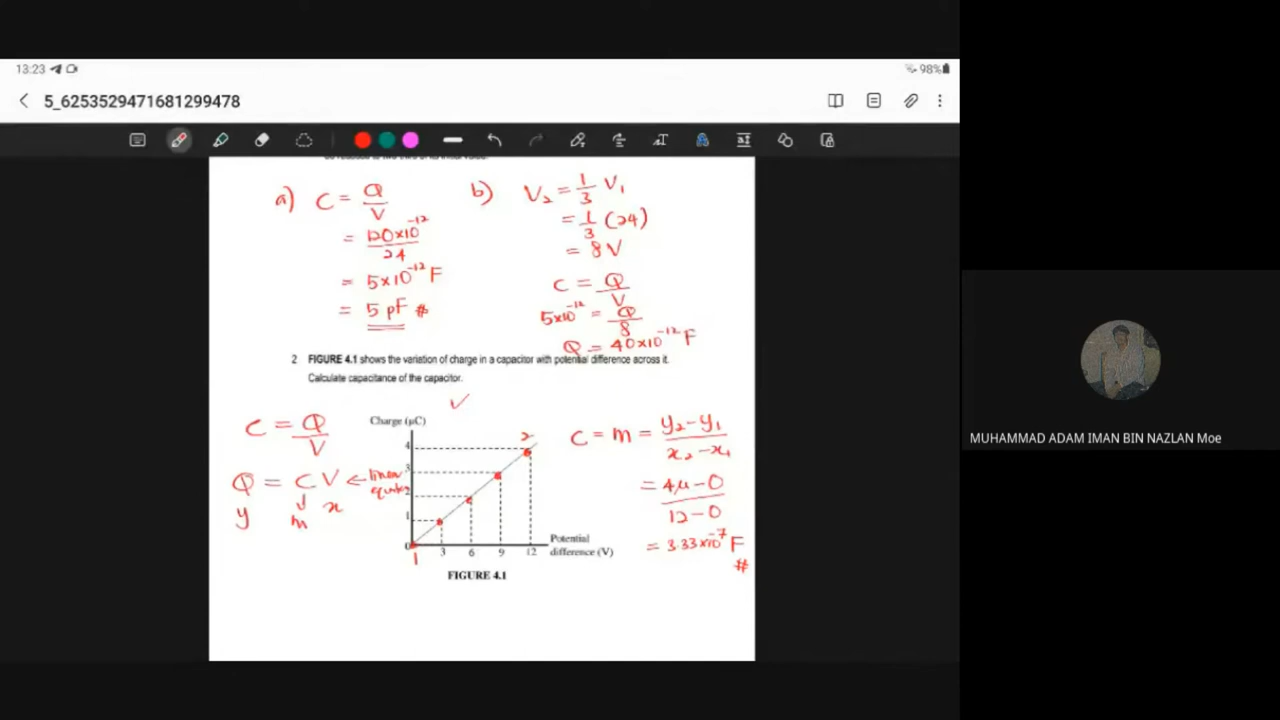 13:23
98%
5_6253529471681299478
a) C = Q/V
= 120×10⁻¹²/24
= 5×10⁻¹² F
= 5 pF #
b) V₂ = 1/3 V₁
= 1/3 (24)
= 8 V
C = Q/V
5×10⁻¹² = Q/8
Q = 40×10⁻¹² F
2 FIGURE 4.1 shows the variation of charge in a capacitor with potential difference across it.
Calculate capacitance of the capacitor.
C = Q/V
Q = C V ← linear
equation
y m x
Charge (μC)
4
3
2
1
0
3 6 9 12
Potential
difference (V)
1
2
FIGURE 4.1
C = m = y₂-y₁/x₂-x₁
= 4μ-0/12-0
= 3.33×10⁻⁷ F
#
MUHAMMAD ADAM IMAN BIN NAZLAN Moe